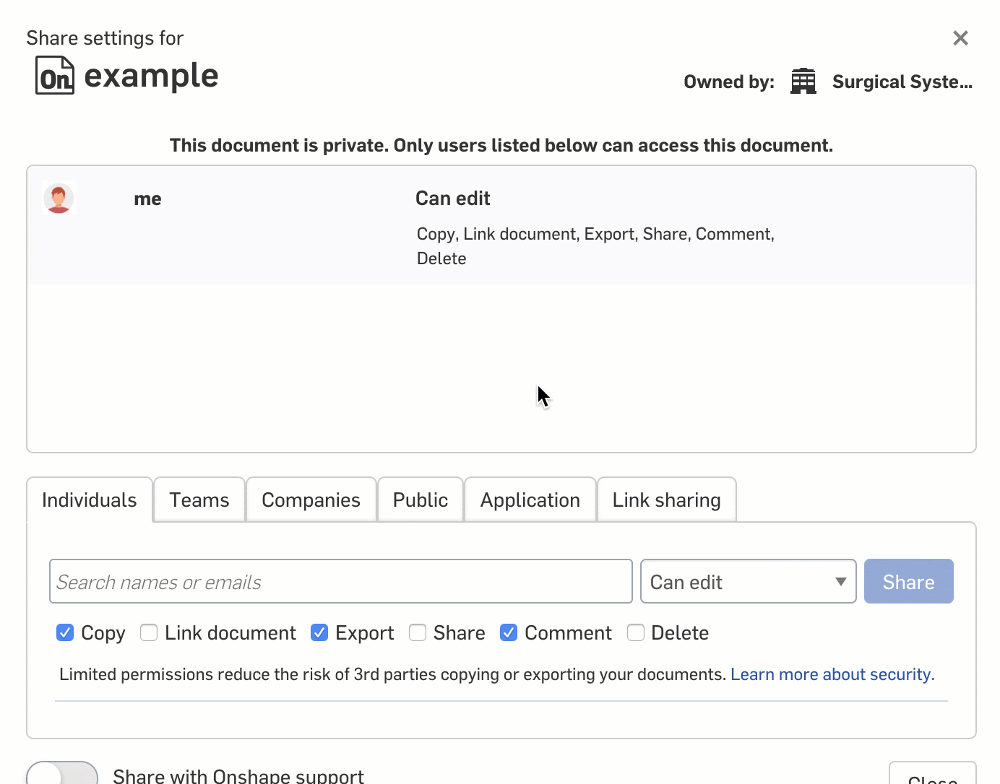 Share settings for
On example
Owned by: Surgical Syste...
This document is private. Only users listed below can access this document.
me
Can edit
Copy, Link document, Export, Share, Comment,
Delete
Individuals
Teams
Companies
Public
Application
Link sharing
Search names or emails
Can edit
Share
Copy
Link document
Export
Share
Comment
Delete
Limited permissions reduce the risk of 3rd parties copying or exporting your documents. Learn more about security.
Share with Onshape support
Close